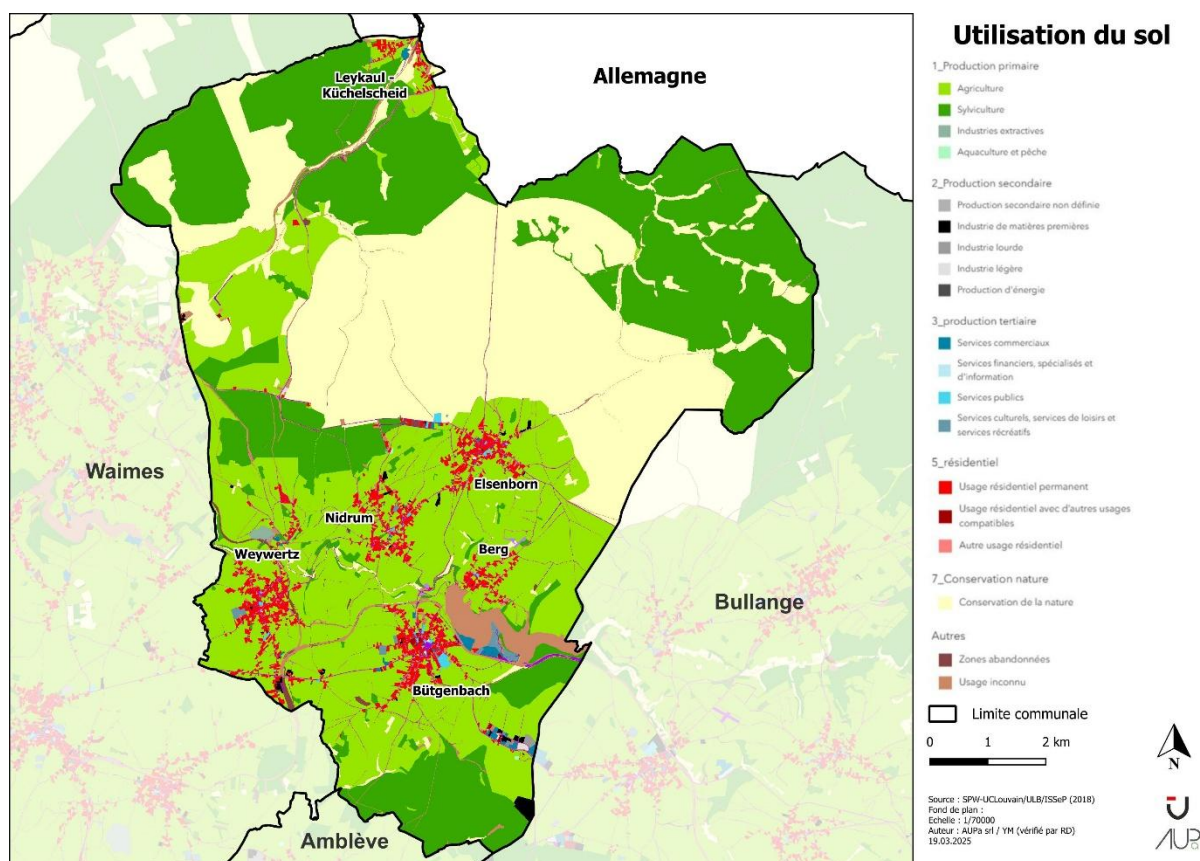 Leykaul -
Küchelscheid
Allemagne
Waimes
Elsenborn
Nidrum
Weywertz
Berg
Bullange
Bütgenbach
Amblève
Utilisation du sol
1_Production primaire
Agriculture
Sylviculture
Industries extractives
Aquaculture et pêche
2_Production secondaire
Production secondaire non définie
Industrie de matières premières
Industrie lourde
Industrie légère
Production d'énergie
3_production tertiaire
Services commerciaux
Services financiers, spécialisés et
d'information
Services publics
Services culturels, services de loisirs et
services récréatifs
5_résidentiel
Usage résidentiel permanent
Usage résidentiel avec d'autres usages
compatibles
Autre usage résidentiel
7_Conservation nature
Conservation de la nature
Autres
Zones abandonnées
Usage inconnu
Limite communale
0 1 2 km
N
Source : SPW-UCLouvain/ULB/ISSeP (2018)
Fond de plan :
Echelle : 1/70000
Auteur : AUPa srl / YM (vérifié par RD)
19.03.2025
AUPa